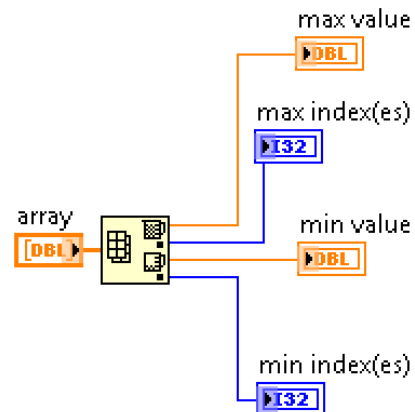 max value
DBL
max index(es)
I32
array
[DBL]
min value
DBL
min index(es)
I32